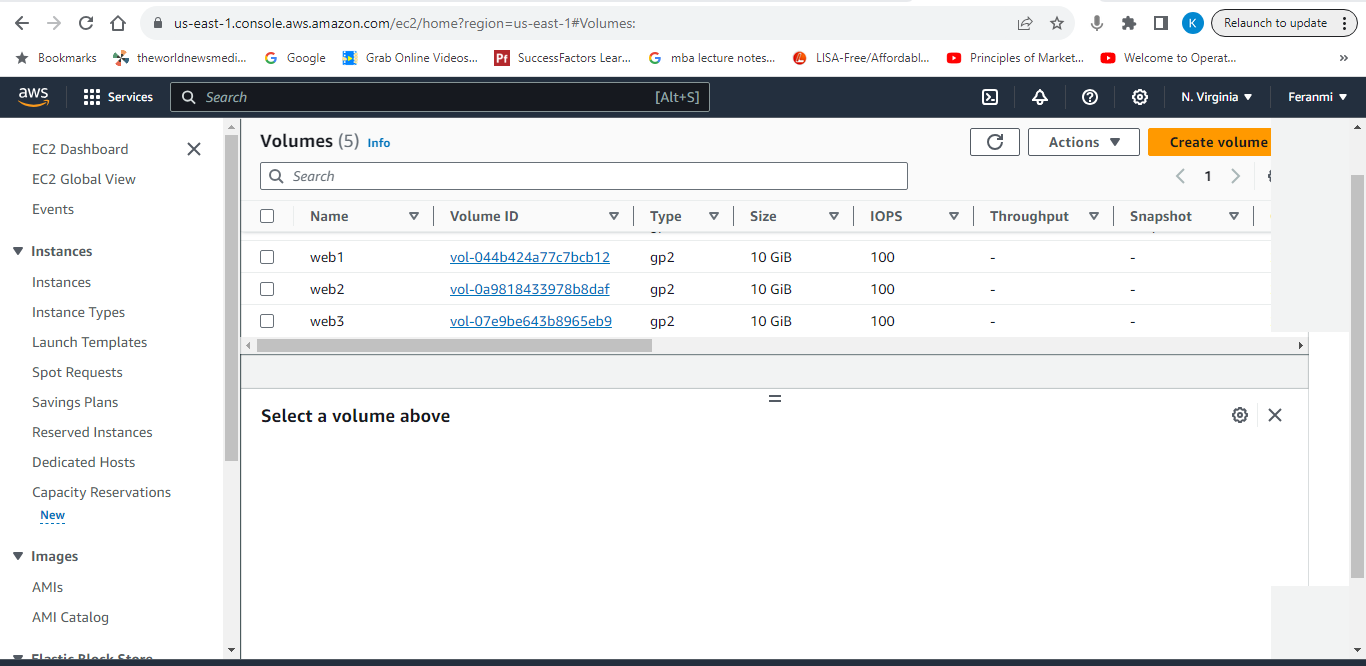 us-east-1.console.aws.amazon.com/ec2/home?region=us-east-1#Volumes:
K
Relaunch to update
Bookmarks
theworldnewsmedi...
Google
Grab Online Videos...
Pf
SuccessFactors Lear...
mba lecture notes...
LISA-Free/Affordabl...
Principles of Market...
Welcome to Operat...
»
aws
Services
Search
[Alt+S]
N. Virginia
Feranmi
EC2 Dashboard
EC2 Global View
Events
Instances
Instances
Instance Types
Launch Templates
Spot Requests
Savings Plans
Reserved Instances
Dedicated Hosts
Capacity Reservations
New
Images
AMIs
AMI Catalog
Elastic Block Store
Volumes (5) Info
Actions
Create volume
Search
1
Name Volume ID Type Size IOPS Throughput Snapshot
web1 vol-044b424a77c7bcb12 gp2 10 GiB 100 - -
web2 vol-0a9818433978b8daf gp2 10 GiB 100 - -
web3 vol-07e9be643b8965eb9 gp2 10 GiB 100 - -
Select a volume above